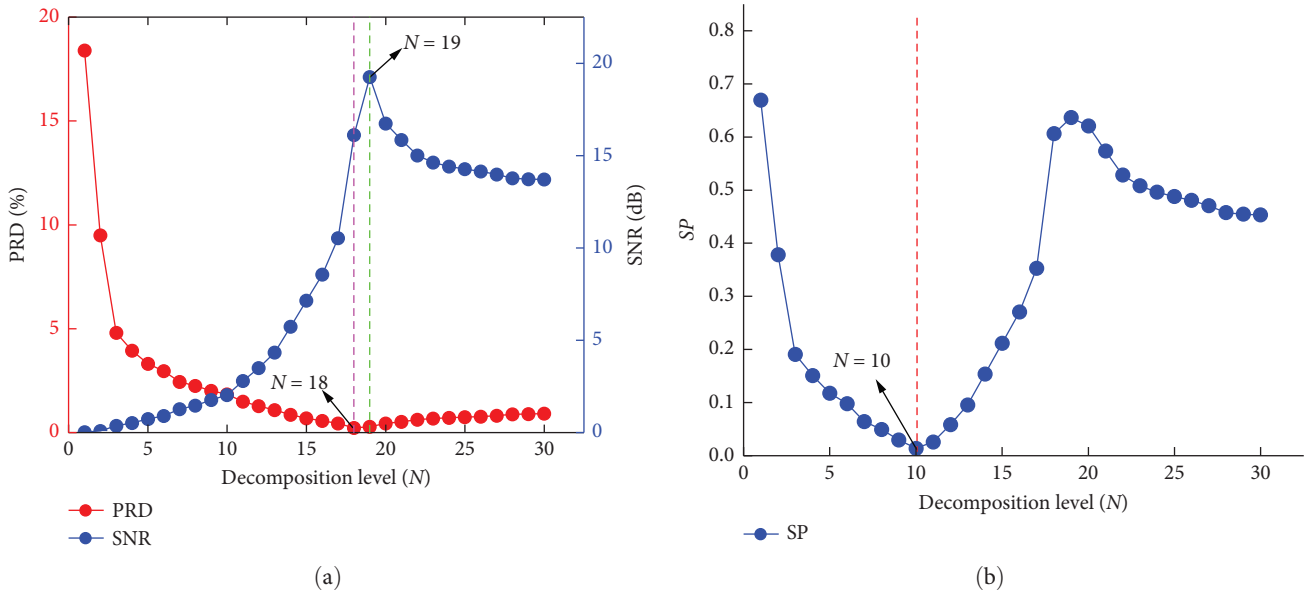 20
15
10
5
0
PRD (%)
20
15
10
5
0
SNR (dB)
N = 19
N = 18
0 5 10 15 20 25 30
Decomposition level (N)
PRD
SNR
(a)
0.8
0.7
0.6
0.5
0.4
0.3
0.2
0.1
0.0
SP
N = 10
0 5 10 15 20 25 30
Decomposition level (N)
SP
(b)